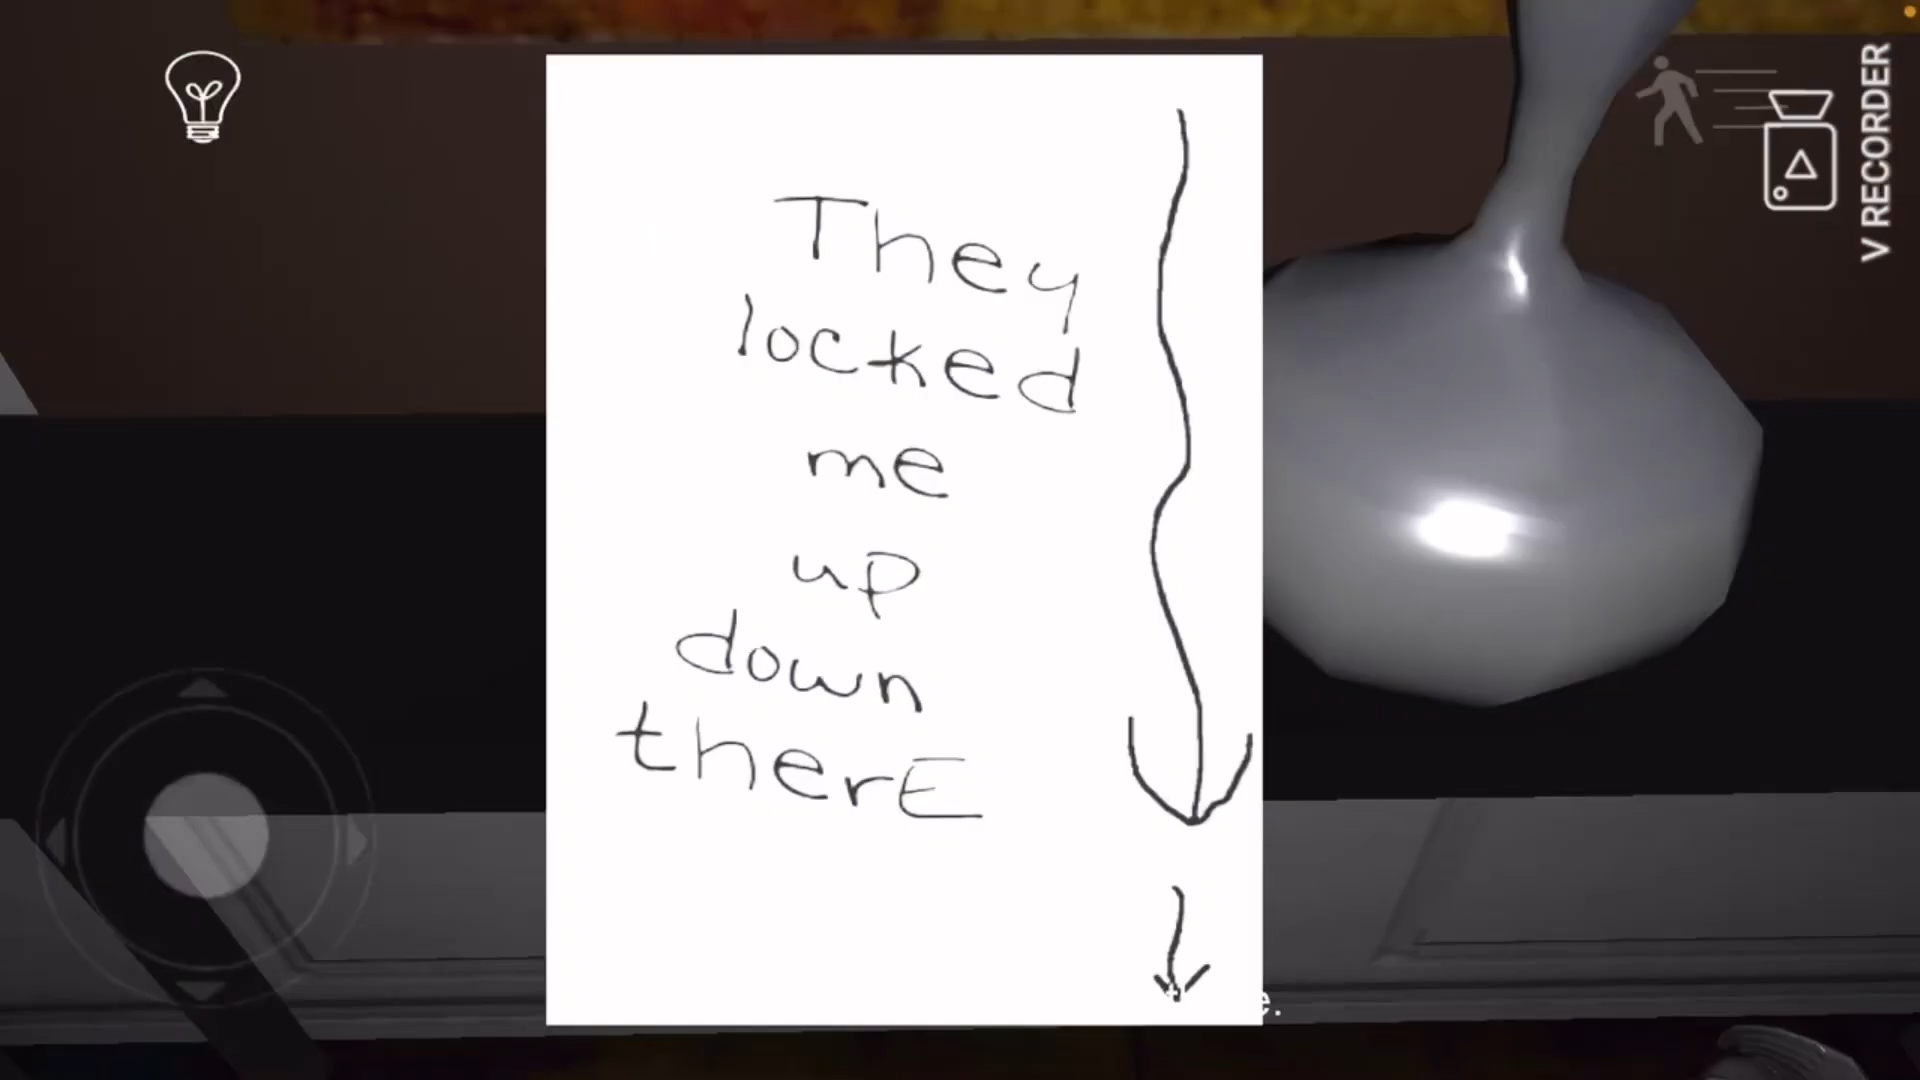 They
locked
me
up
down
therE
V RECORDER